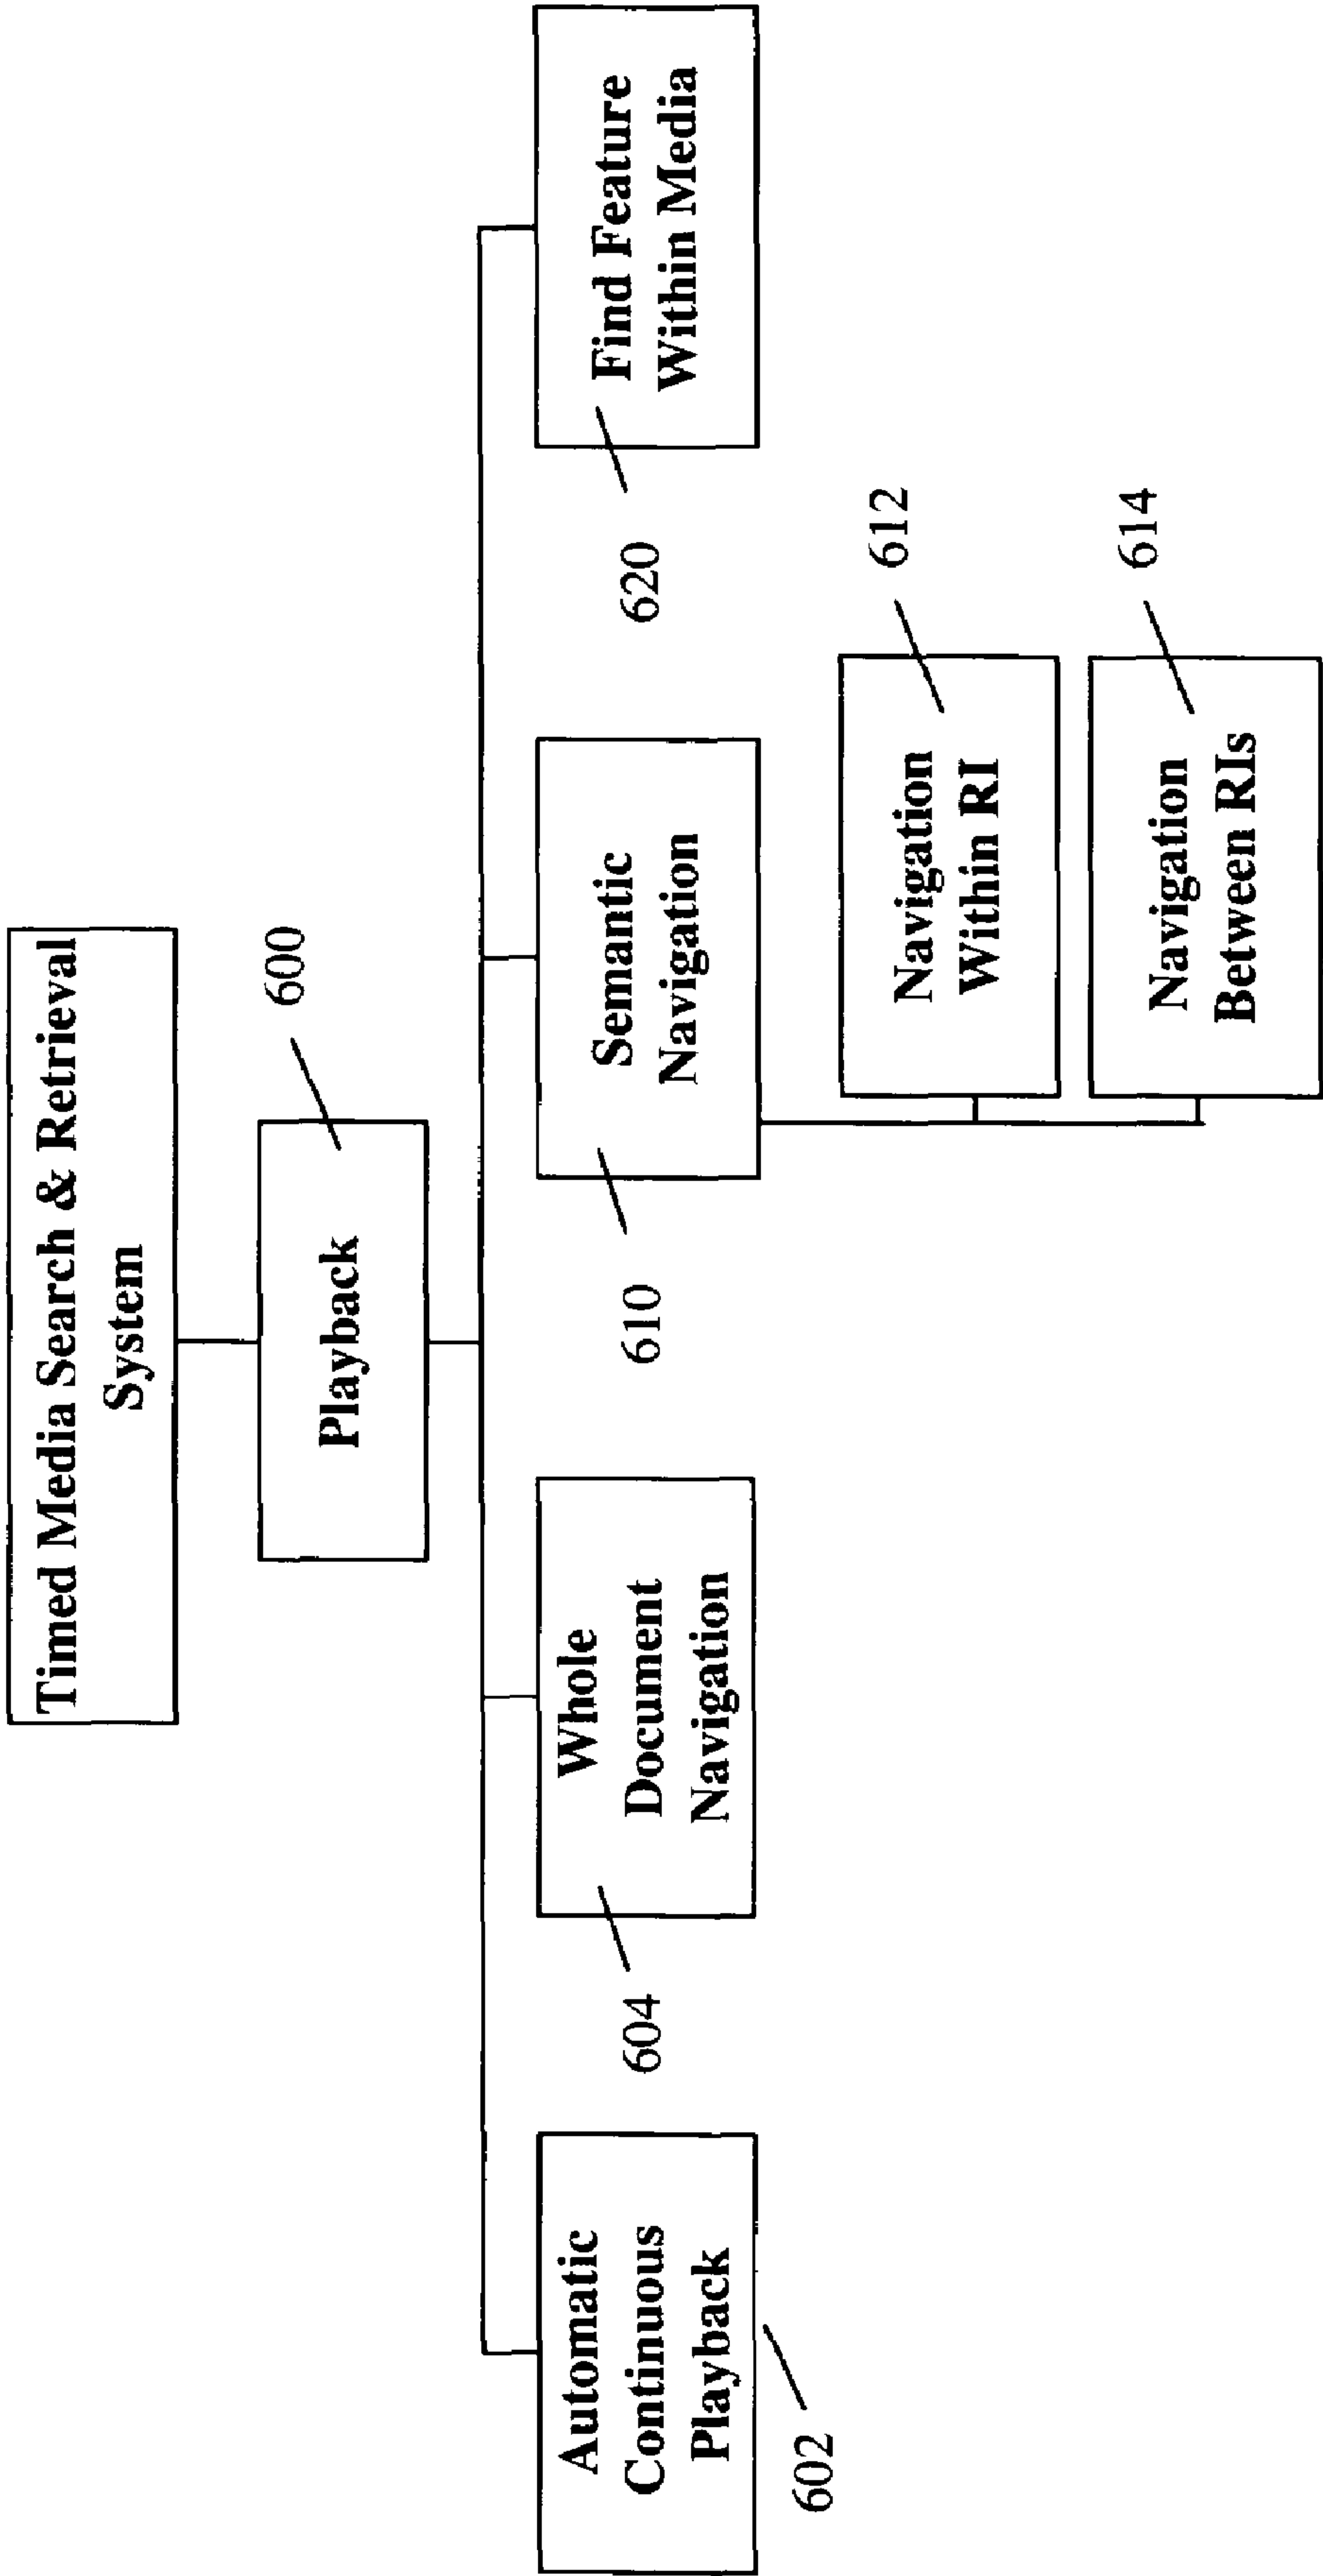 Timed Media Search & Retrieval
System
600
Playback
Automatic
Continuous
Playback
602
Whole
Document
Navigation
604
Semantic
Navigation
610
Find Feature
Within Media
620
Navigation
Within RI
612
Navigation
Between RIs
614